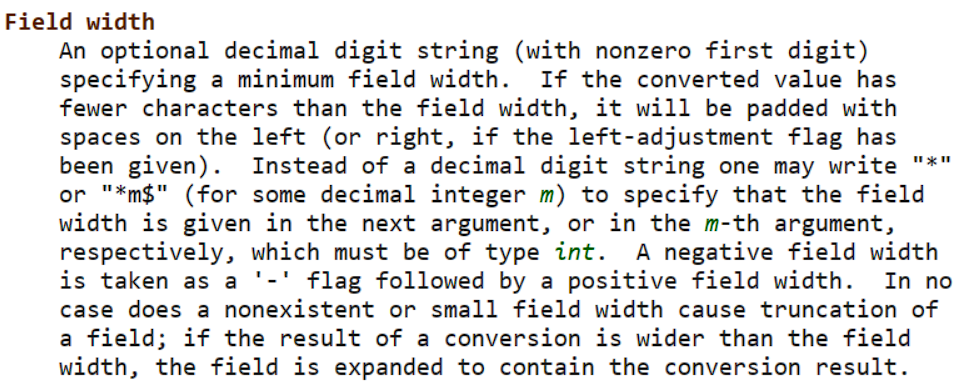 Field width
An optional decimal digit string (with nonzero first digit)
specifying a minimum field width.  If the converted value has
fewer characters than the field width, it will be padded with
spaces on the left (or right, if the left-adjustment flag has
been given).  Instead of a decimal digit string one may write "*"
or "*m$" (for some decimal integer m) to specify that the field
width is given in the next argument, or in the m-th argument,
respectively, which must be of type int.  A negative field width
is taken as a '-' flag followed by a positive field width.  In no
case does a nonexistent or small field width cause truncation of
a field; if the result of a conversion is wider than the field
width, the field is expanded to contain the conversion result.